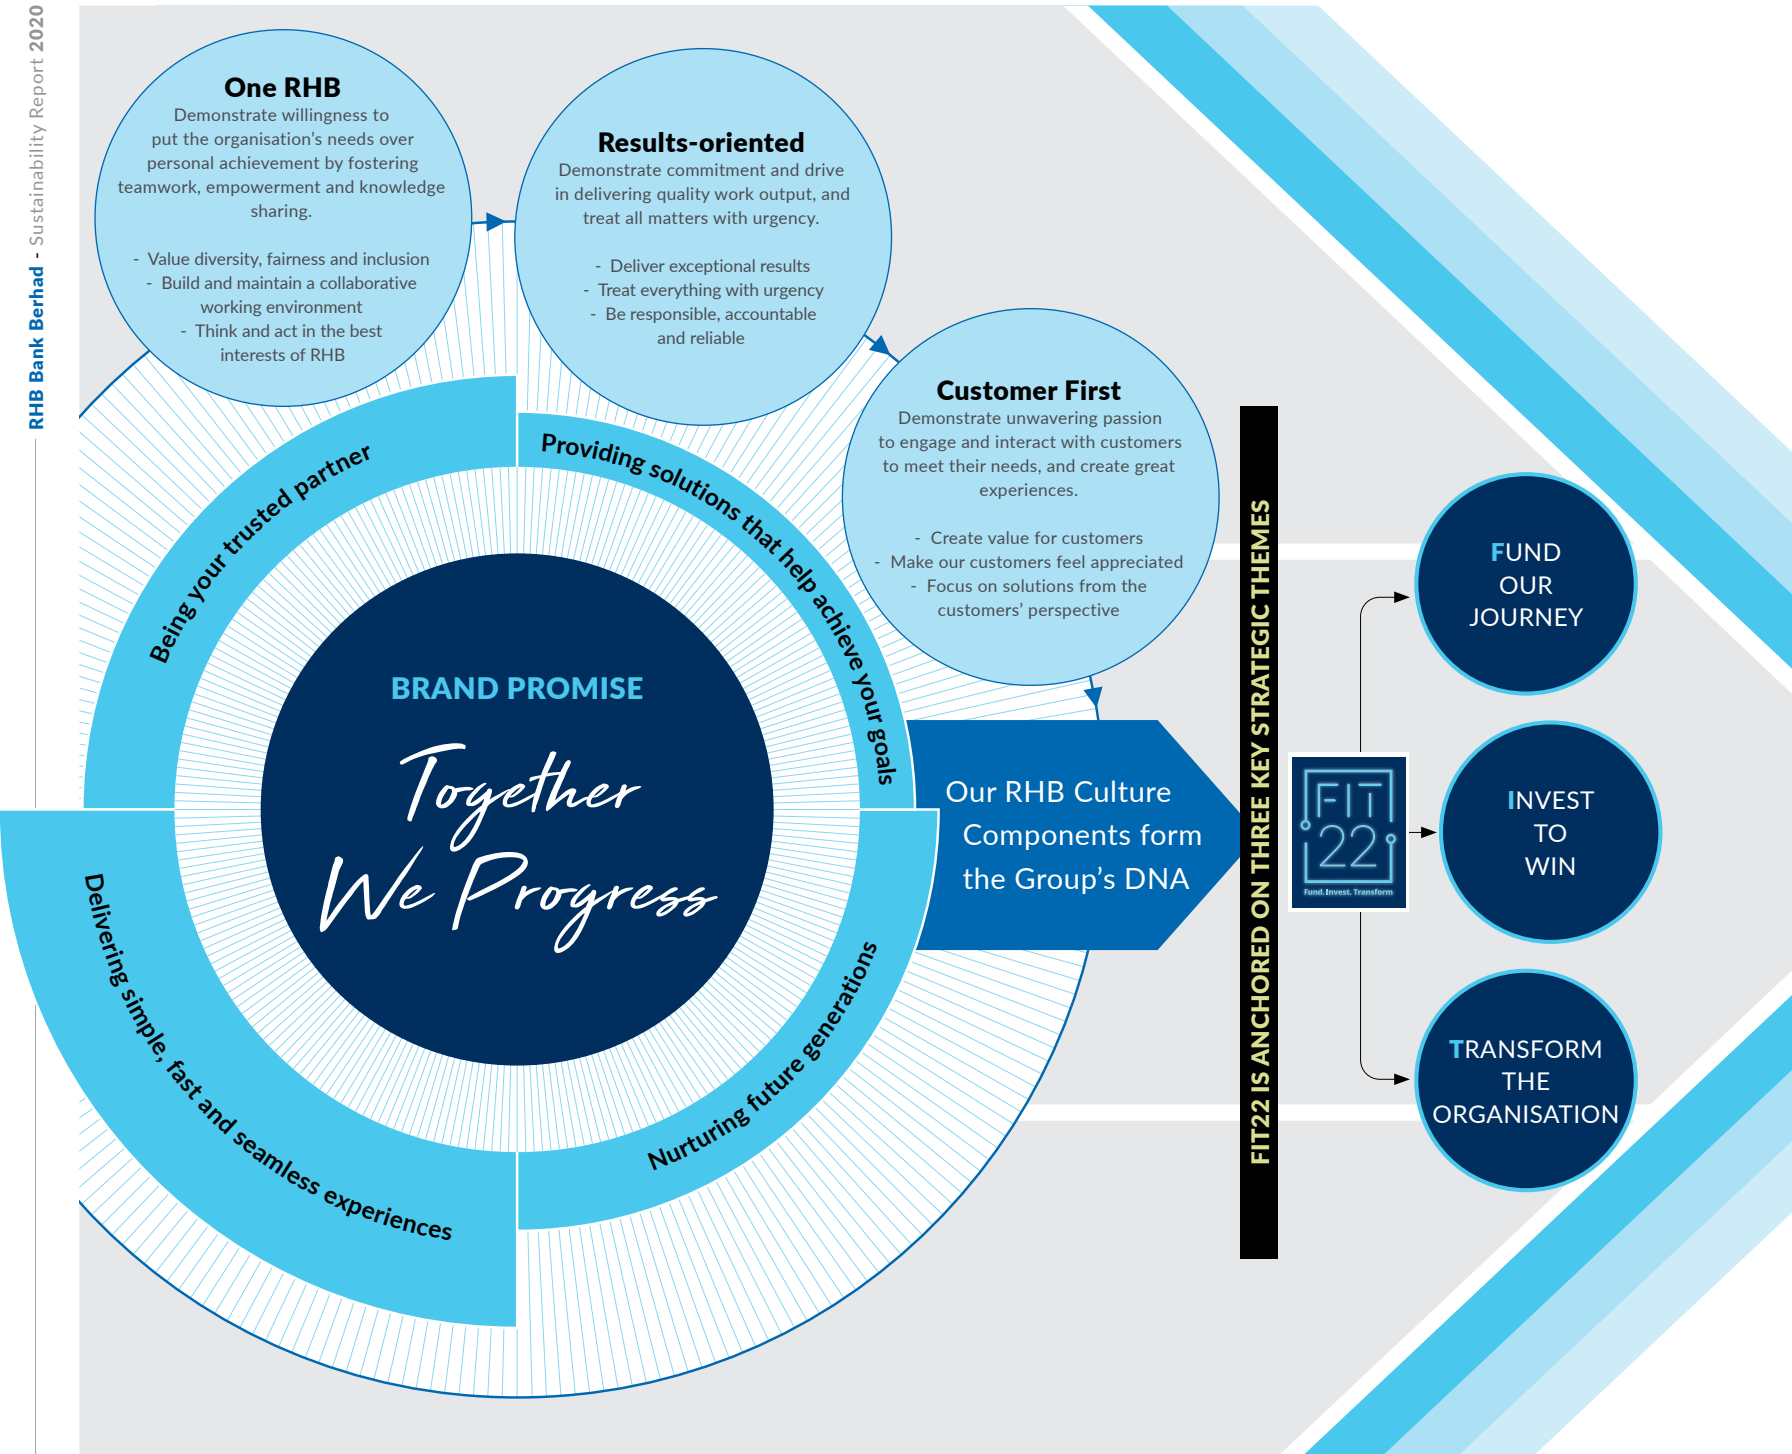 RHB Bank Berhad - Sustainability Report 2020
One RHB
Demonstrate willingness to
put the organisation's needs over
personal achievement by fostering
teamwork, empowerment and knowledge
sharing.
- Value diversity, fairness and inclusion
- Build and maintain a collaborative
working environment
- Think and act in the best
interests of RHB
Results-oriented
Demonstrate commitment and drive
in delivering quality work output, and
treat all matters with urgency.
- Deliver exceptional results
- Treat everything with urgency
- Be responsible, accountable
and reliable
Customer First
Demonstrate unwavering passion
to engage and interact with customers
to meet their needs, and create great
experiences.
- Create value for customers
- Make our customers feel appreciated
- Focus on solutions from the
customers' perspective
Being your trusted partner
Providing solutions that help achieve your goals
Delivering simple, fast and seamless experiences
Nurturing future generations
BRAND PROMISE
Together
We Progress
Our RHB Culture
Components form
the Group's DNA
FIT22 IS ANCHORED ON THREE KEY STRATEGIC THEMES
FIT
22
Fund. Invest. Transform
FUND
OUR
JOURNEY
INVEST
TO
WIN
TRANSFORM
THE
ORGANISATION